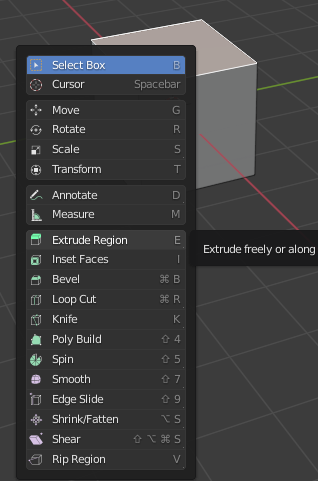 Select Box B
Cursor Spacebar
Move G
Rotate R
Scale S
Transform T
Annotate D
Measure M
Extrude Region E
Extrude freely or along
Inset Faces I
Bevel ⌘ B
Loop Cut ⌘ R
Knife K
Poly Build ⇧ 4
Spin ⇧ 5
Smooth ⇧ 7
Edge Slide ⇧ 9
Shrink/Fatten ⌥ S
Shear ⇧ ⌥ ⌘ S
Rip Region V